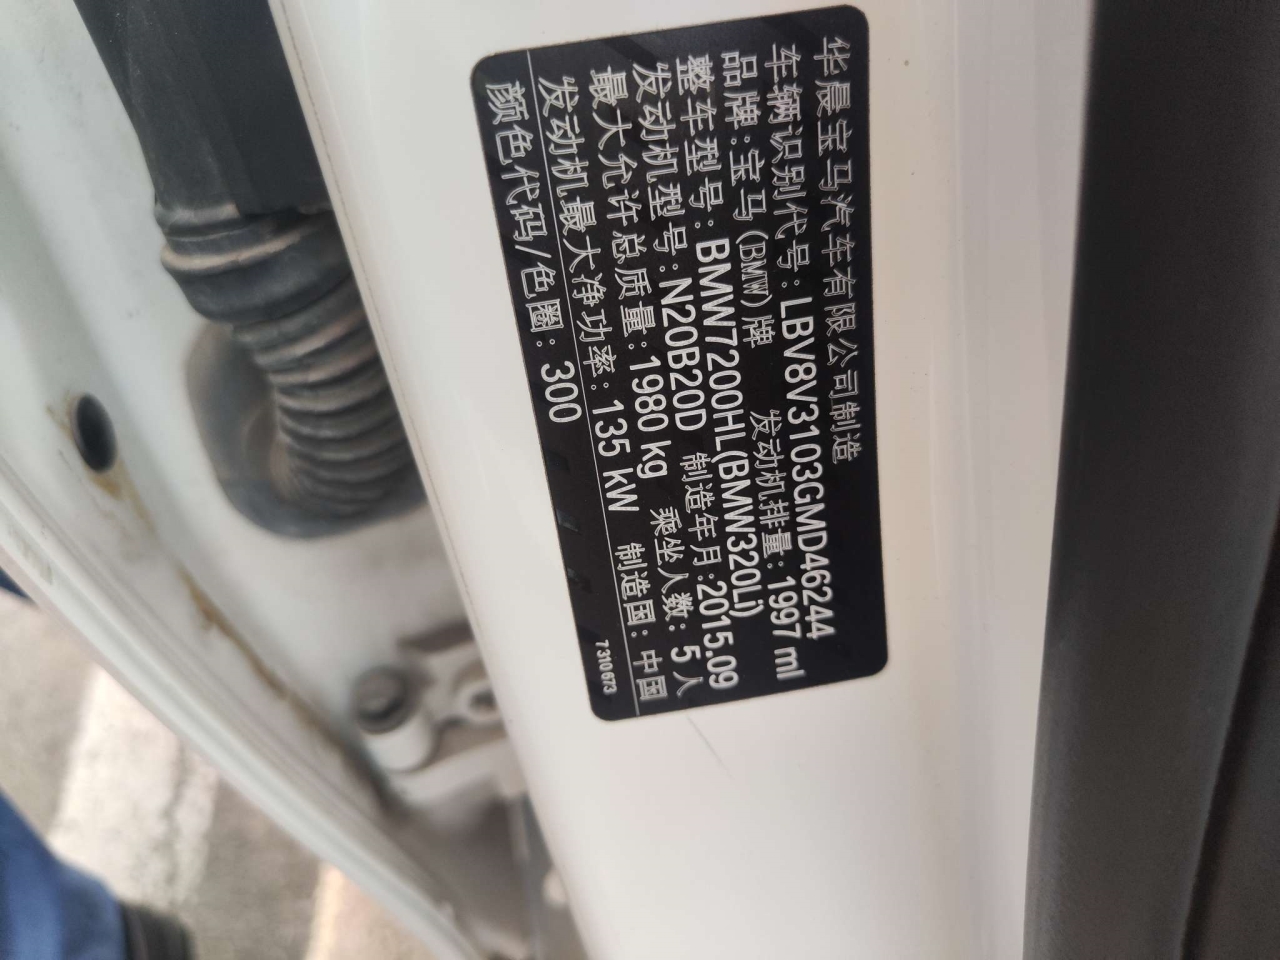 华晨宝马汽车有限公司制造
车辆识别代号:LBV8V3103GMD46244
品牌:宝马(BMW)牌 发动机排量:1997 ml
整车型号:BMW7200HL(BMW320Li)
发动机型号:N20B20D 制造年月:2015.09
最大允许总质量:1980 kg 乘坐人数:5人
发动机最大净功率:135 kW 制造国:中国
颜色代码/色圈:300 7310673